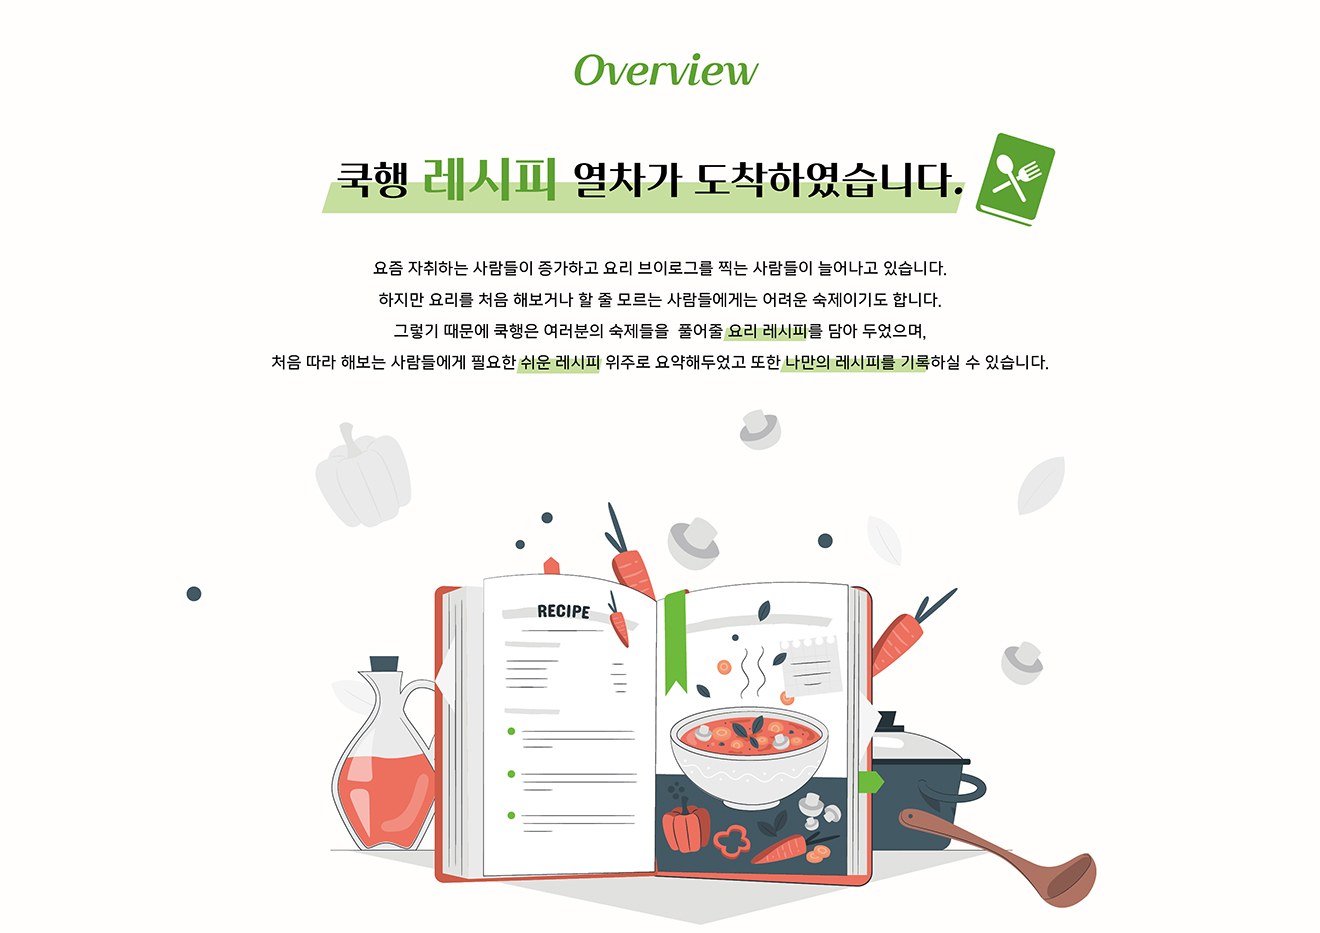 Overview
쿡행 레시피 열차가 도착하였습니다.
요즘 자취하는 사람들이 증가하고 요리 브이로그를 찍는 사람들이 늘어나고 있습니다.
하지만 요리를 처음 해보거나 할 줄 모르는 사람들에게는 어려운 숙제이기도 합니다.
그렇기 때문에 쿡행은 여러분의 숙제들을 풀어줄 요리 레시피를 담아 두었으며,
처음 따라 해보는 사람들에게 필요한 쉬운 레시피 위주로 요약해두었고 또한 나만의 레시피를 기록하실 수 있습니다.
RECIPE